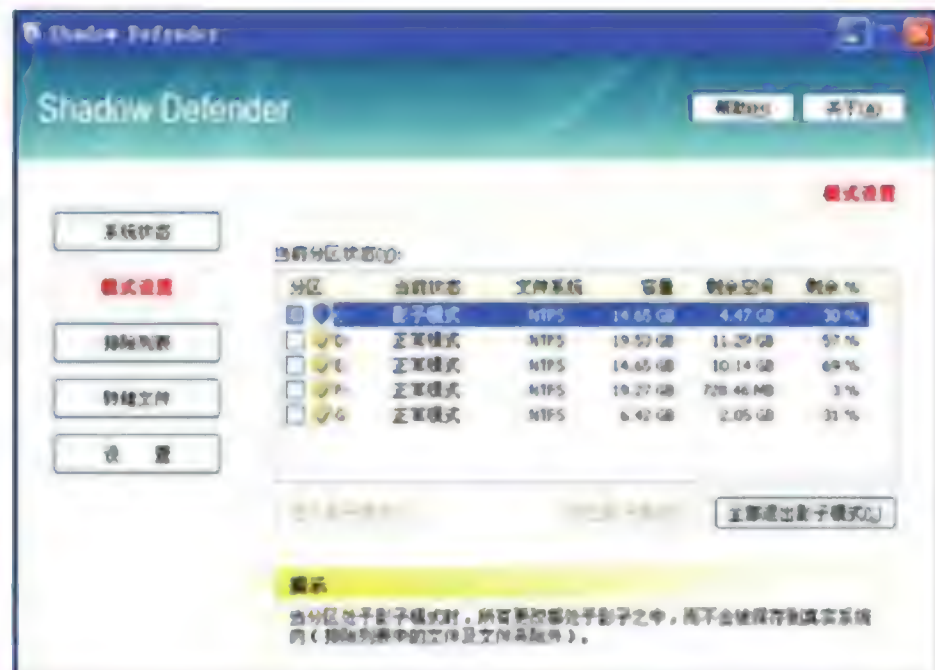 Shadow Defender
Shadow Defender
帮助(H) 关于(A)
模式设置
系统状态
当前分区状态(V):
模式设置
分区 当前状态 文件系统 容量 剩余空间 剩余 %
影子模式 NTFS 14.65 GB 4.47 GB 30 %
排除列表
D: 正常模式 NTFS 19.53 GB 11.29 GB 57 %
E: 正常模式 NTFS 14.65 GB 10.14 GB 69 %
转储文件
F: 正常模式 NTFS 19.27 GB 728.46 MB 3 %
G: 正常模式 NTFS 6.42 GB 2.05 GB 31 %
设 置
全部退出影子模式
提示
当分区处于影子模式时，所有更改都处于影子之中，而不会被保存到真实系统
内（排除列表中的文件及文件夹除外）。